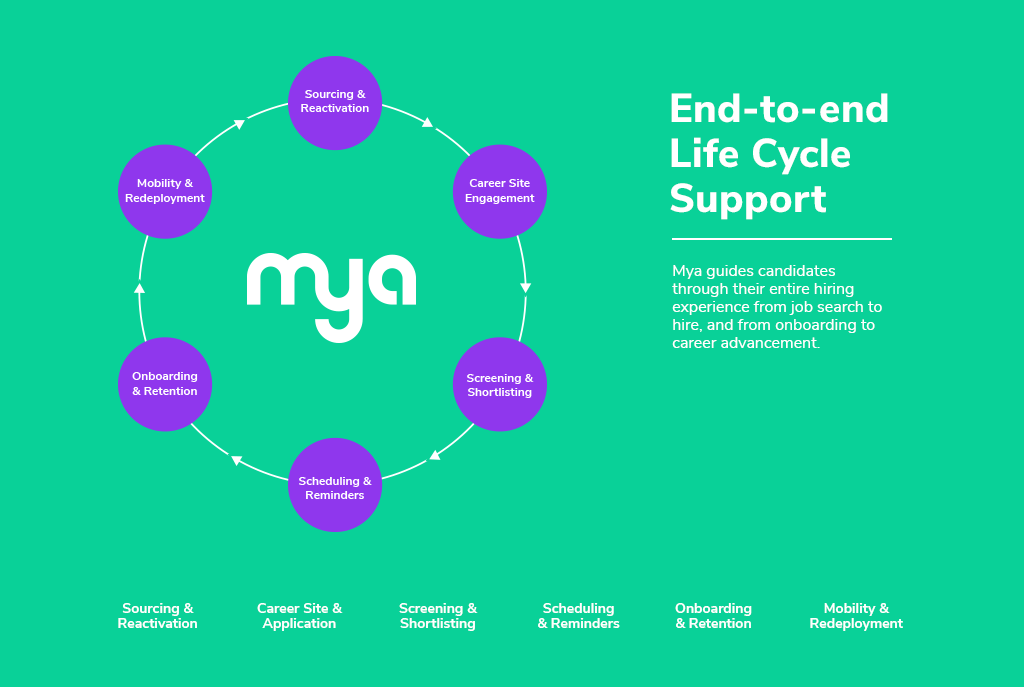 Sourcing &
Reactivation
Career Site
Engagement
Screening &
Shortlisting
Scheduling &
Reminders
Onboarding
& Retention
Mobility &
Redeployment
mya
End-to-end
Life Cycle
Support
Mya guides candidates
through their entire hiring
experience from job search to
hire, and from onboarding to
career advancement.
Sourcing &
Reactivation
Career Site &
Application
Screening &
Shortlisting
Scheduling
& Reminders
Onboarding
& Retention
Mobility &
Redeployment